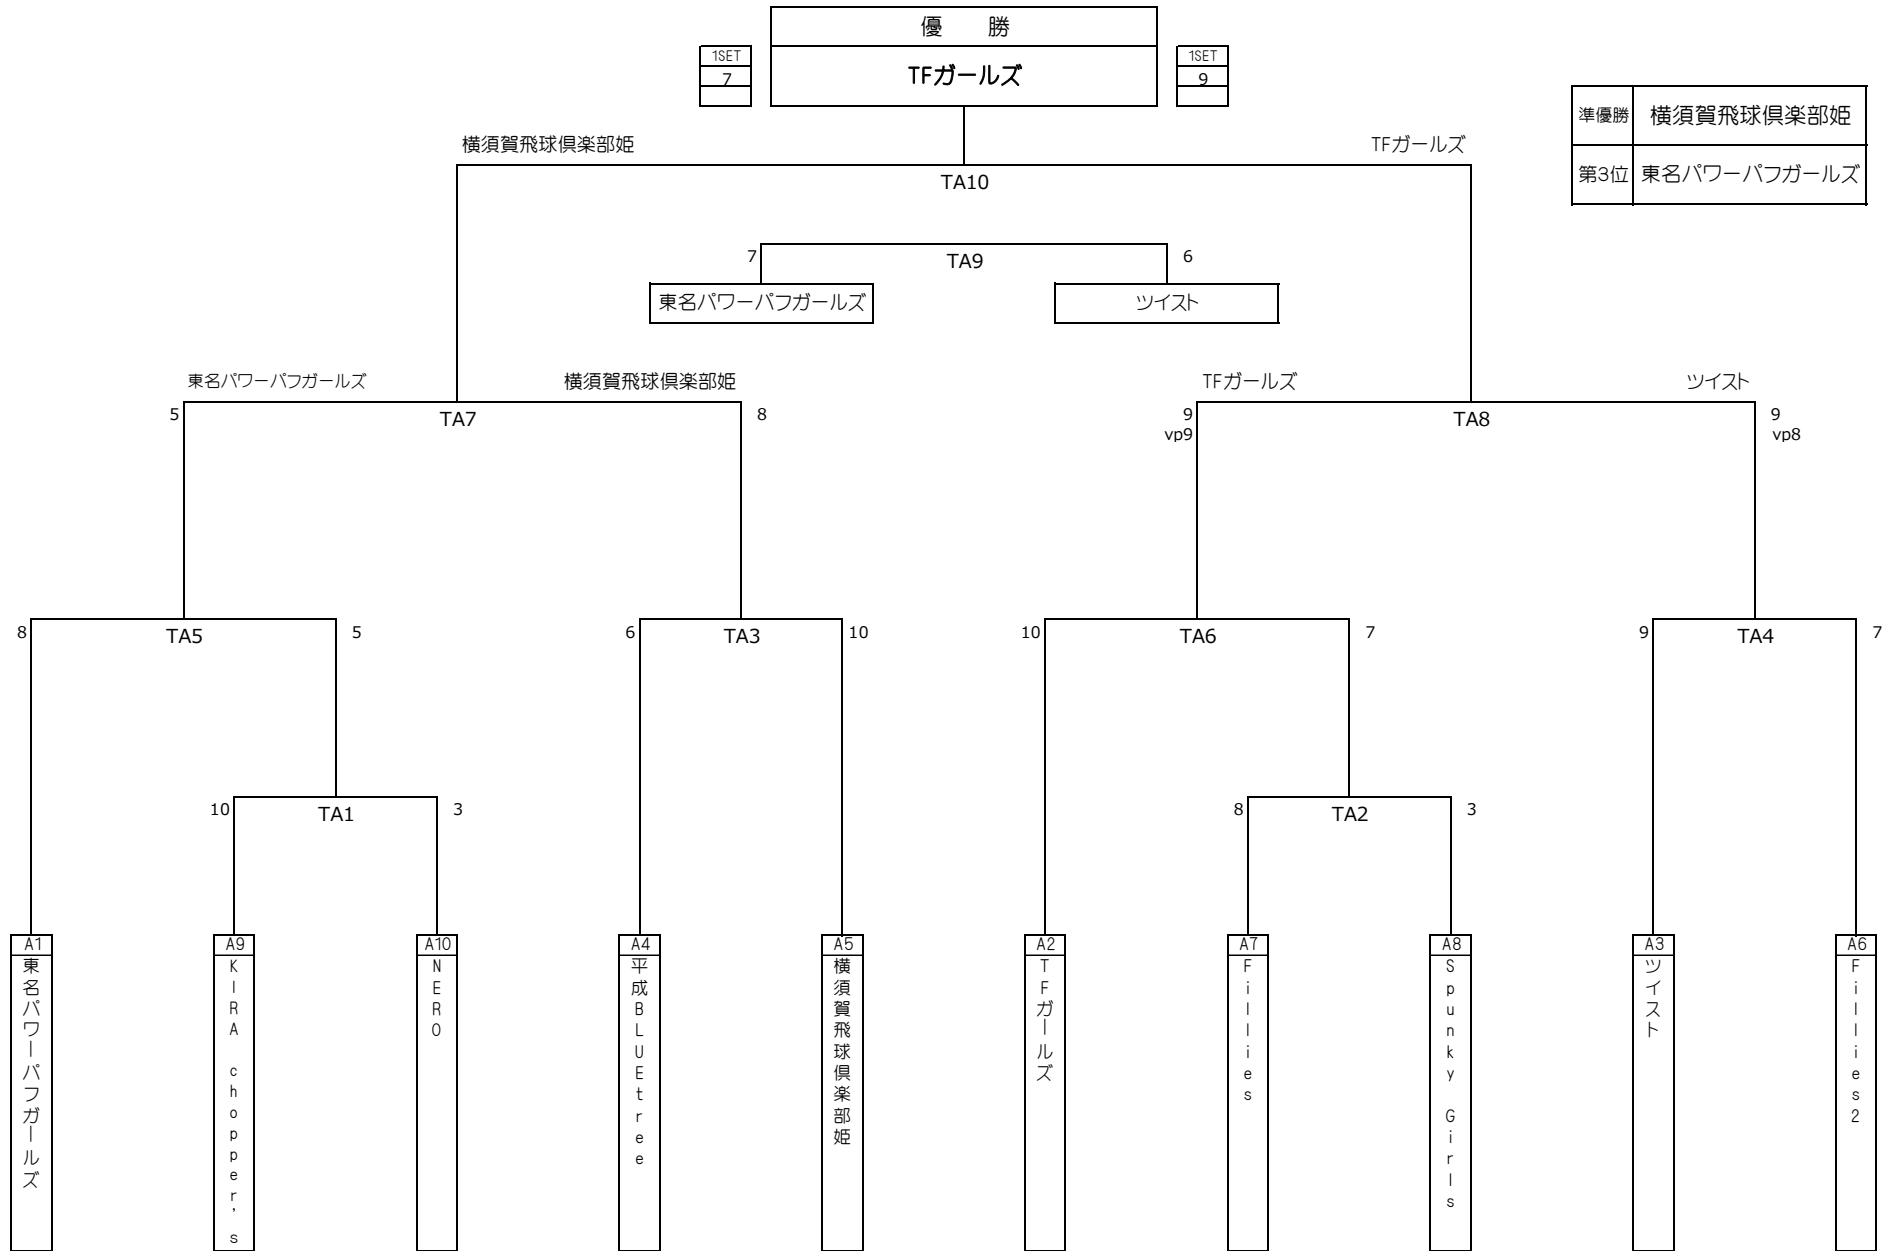 優　勝
1SET
7
TFガールズ
1SET
9
準優勝 横須賀飛球倶楽部姫
第3位 東名パワーパフガールズ
横須賀飛球倶楽部姫
TFガールズ
TA10
7
TA9
6
東名パワーパフガールズ
ツイスト
東名パワーパフガールズ
横須賀飛球倶楽部姫
TFガールズ
ツイスト
5
TA7
8
9
vp9
TA8
9
vp8
8
TA5
5
6
TA3
10
10
TA6
7
9
TA4
7
10
TA1
3
8
TA2
3
A1
東名パワーパフガールズ
A9
KIRA chopper's
A10
NERO
A4
平成BLUEtree
A5
横須賀飛球倶楽部姫
A2
TFガールズ
A7
Fillies
A8
Spunky Girls
A3
ツイスト
A6
Fillies2